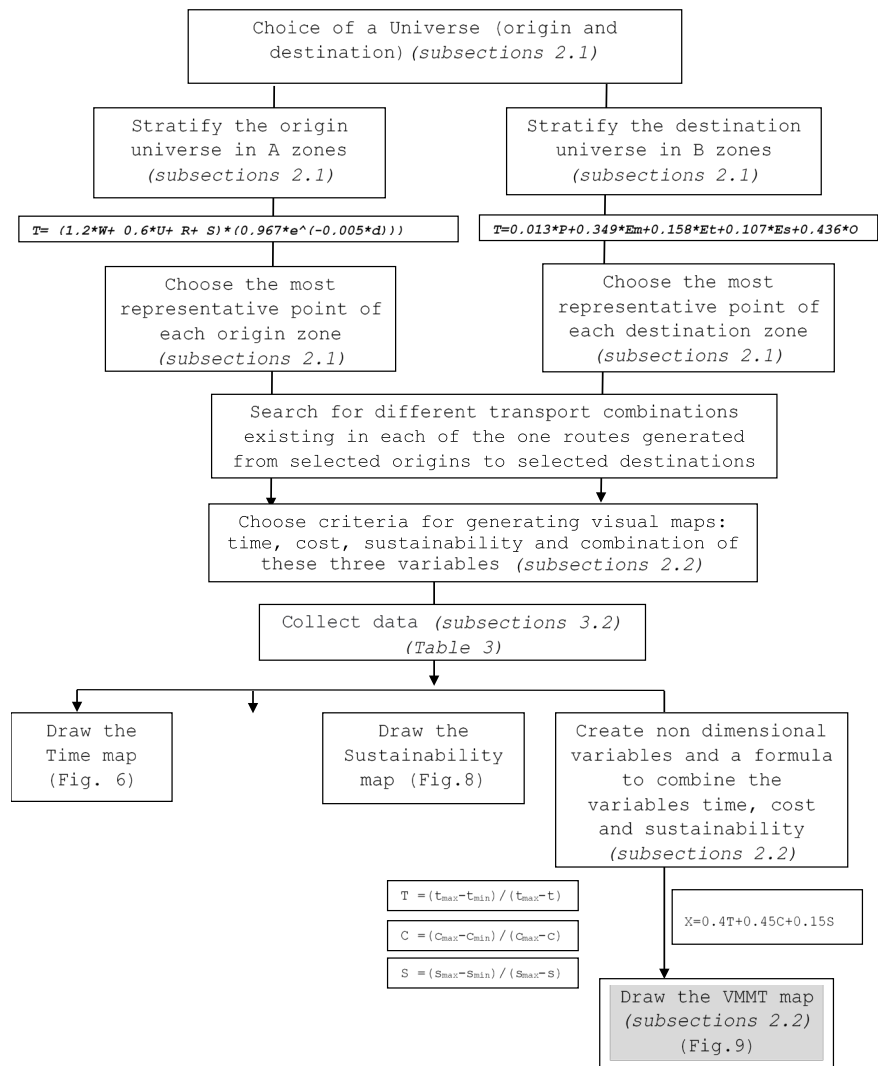 Choice of a Universe (origin and
destination)(subsections 2.1)
Stratify the origin
universe in A zones
(subsections 2.1)
Stratify the destination
universe in B zones
(subsections 2.1)
T= (1.2*W+ 0.6*U+ R+ S)*(0.967*e^(-0.005*d)))
T=0.013*P+0.349*Em+0.158*Et+0.107*Es+0.436*O
Choose the most
representative point of
each origin zone
(subsections 2.1)
Choose the most
representative point of
each destination zone
(subsections 2.1)
Search for different transport combinations
existing in each of the one routes generated
from selected origins to selected destinations
Choose criteria for generating visual maps:
time, cost, sustainability and combination of
these three variables (subsections 2.2)
Collect data (subsections 3.2)
(Table 3)
Draw the
Time map
(Fig. 6)
Draw the
Sustainability
map (Fig.8)
Create non dimensional
variables and a formula
to combine the
variables time, cost
and sustainability
(subsections 2.2)
T =(tmax-tmin)/(tmax-t)
C =(cmax-cmin)/(cmax-c)
S =(smax-smin)/(smax-s)
X=0.4T+0.45C+0.15S
Draw the VMMT map
(subsections 2.2)
(Fig.9)